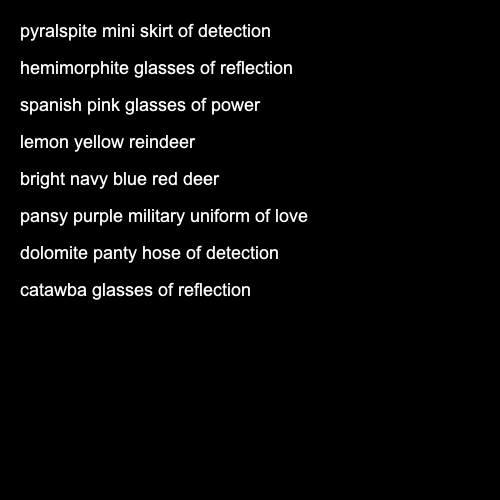 pyralspite mini skirt of detection
hemimorphite glasses of reflection
spanish pink glasses of power
lemon yellow reindeer
bright navy blue red deer
pansy purple military uniform of love
dolomite panty hose of detection
catawba glasses of reflection